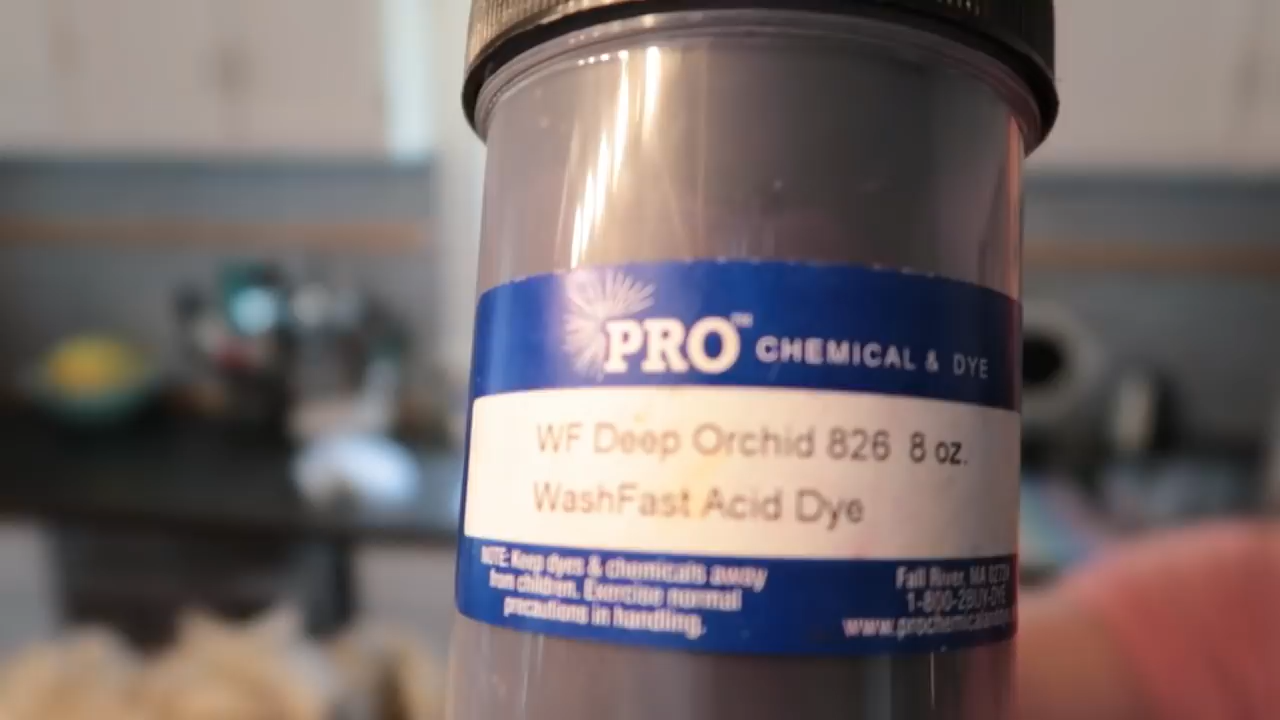 PRO™ CHEMICAL & DYE
WF Deep Orchid 826 8 oz.
WashFast Acid Dye
NOTE: Keep dyes & chemicals away
from children. Exercise normal
precautions in handling.
Fall River, MA
1-800-2BUY-DYE